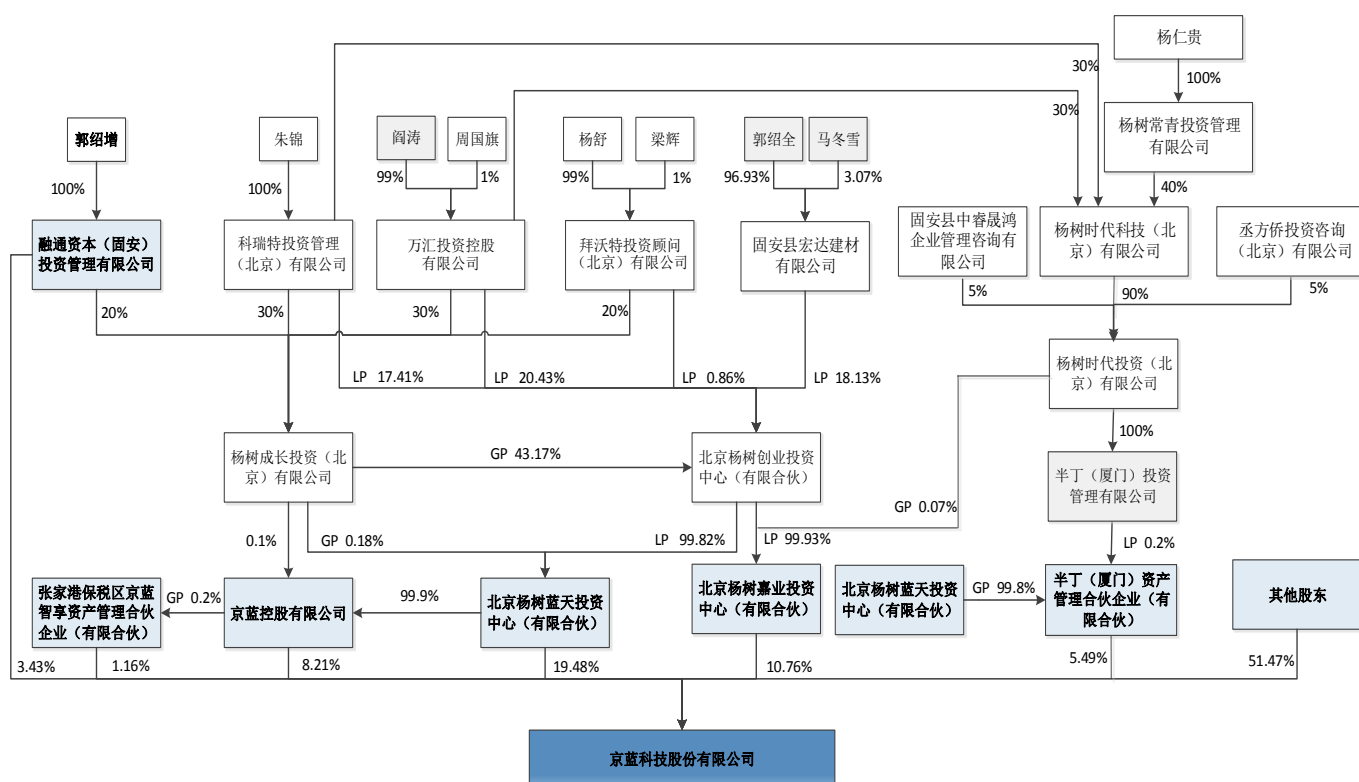 杨仁贵
30%
100%
30%
郭绍增
朱锦
阎涛
周国旗
杨舒
梁辉
郭绍全
马冬雪
杨树常青投资管理
有限公司
100%
100%
99%
1%
99%
1%
96.93%
3.07%
40%
融通资本（固安）
投资管理有限公司
科瑞特投资管理
（北京）有限公司
万汇投资控股
有限公司
拜沃特投资顾问
（北京）有限公司
固安县宏达建材
有限公司
固安县中睿晟鸿
企业管理咨询有
限公司
杨树时代科技（北
京）有限公司
丞方侨投资咨询
（北京）有限公司
20%
30%
30%
20%
5%
90%
5%
LP 17.41%
LP 20.43%
LP 0.86%
LP 18.13%
杨树时代投资（北
京）有限公司
100%
杨树成长投资（北
京）有限公司
GP 43.17%
北京杨树创业投资
中心（有限合伙）
半丁（厦门）投资
管理有限公司
GP 0.07%
0.1%
GP 0.18%
LP 99.82%
LP 99.93%
LP 0.2%
张家港保税区京蓝
智享资产管理合伙
企业（有限合伙）
GP 0.2%
京蓝控股有限公司
99.9%
北京杨树蓝天投资
中心（有限合伙）
北京杨树嘉业投资
中心（有限合伙）
北京杨树蓝天投资
中心（有限合伙）
GP 99.8%
半丁（厦门）资产
管理合伙企业（有
限合伙）
其他股东
3.43%
1.16%
8.21%
19.48%
10.76%
5.49%
51.47%
京蓝科技股份有限公司